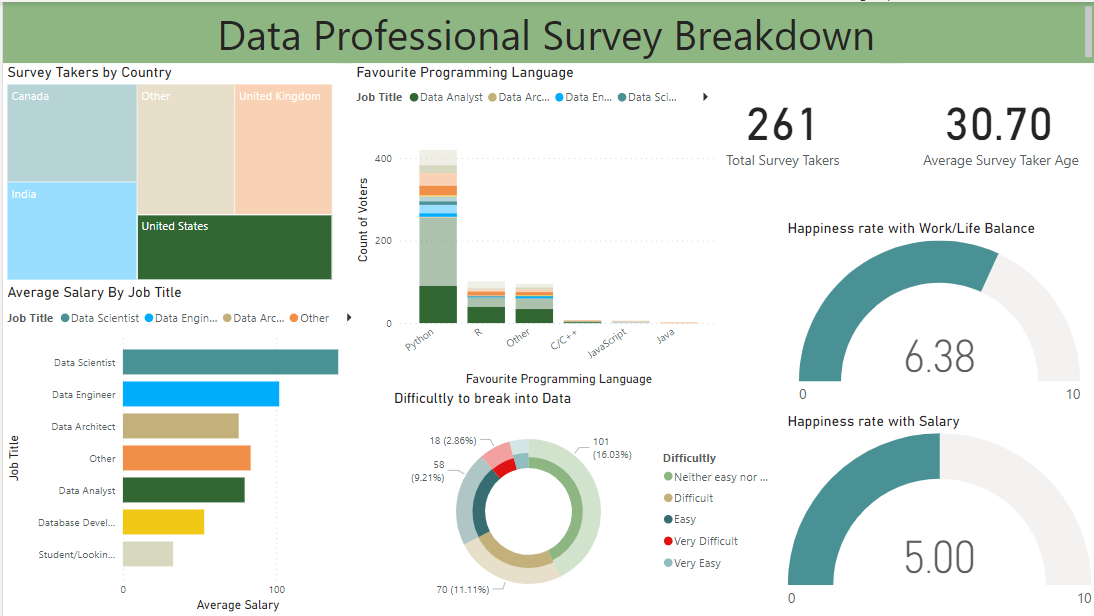 Data Professional Survey Breakdown
Survey Takers by Country
Canada
Other
United Kingdom
India
United States
Favourite Programming Language
Job Title Data Analyst Data Arc... Data En... Data Sci...
Count of Voters
400
200
0
Python
R
Other
C/C++
JavaScript
Java
Favourite Programming Language
261
Total Survey Takers
30.70
Average Survey Taker Age
Average Salary By Job Title
Job Title Data Scientist Data Engin... Data Arc... Other
Job Title
Data Scientist
Data Engineer
Data Architect
Other
Data Analyst
Database Devel...
Student/Lookin...
0
100
Average Salary
Difficultly to break into Data
18 (2.86%)
101
(16.03%)
58
(9.21%)
70 (11.11%)
Difficultly
Neither easy nor ...
Difficult
Easy
Very Difficult
Very Easy
Happiness rate with Work/Life Balance
6.38
0
10
Happiness rate with Salary
5.00
0
10